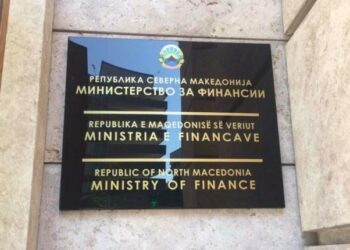 РЕПУБЛИКА СЕВЕРНА МАКЕДОНИЈА
МИНИСТЕРСТВО ЗА ФИНАНСИИ
REPUBLIKA E MAQEDONISË SË VERIUT
MINISTRIA E FINANCAVE
REPUBLIC OF NORTH MACEDONIA
MINISTRY OF FINANCE